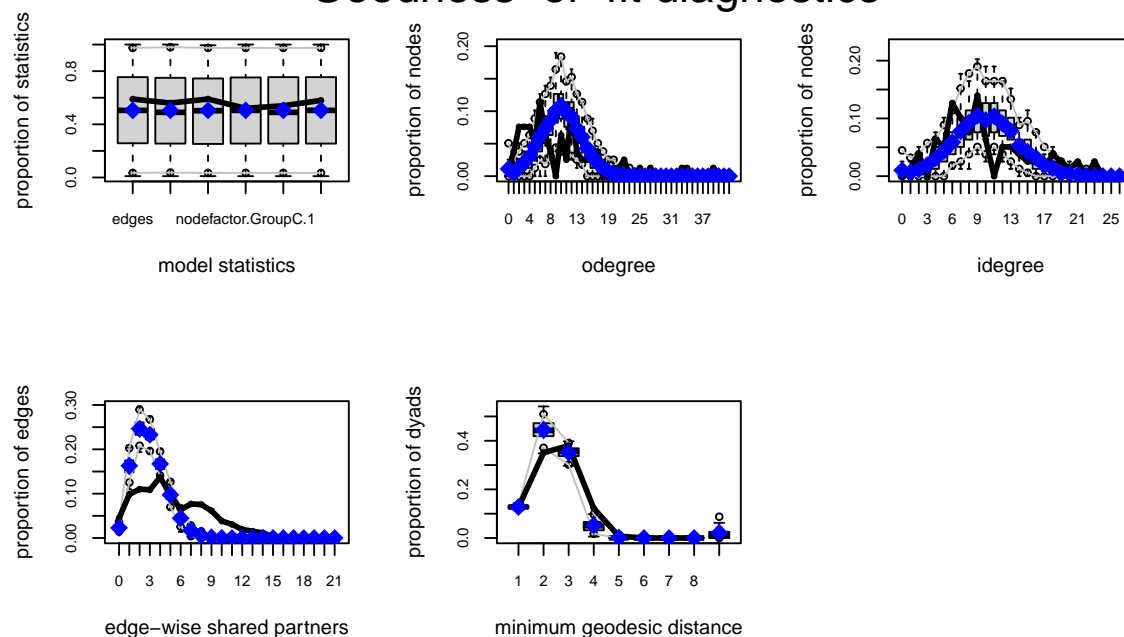 Goodness-of-fit diagnostics
proportion of statistics
0.0 0.4 0.8
edges nodefactor.GroupC.1
model statistics
proportion of nodes
0.00 0.10 0.20
0 4 8 13 19 25 31 37
odegree
proportion of nodes
0.00 0.10 0.20
0 3 6 9 13 17 21 25
idegree
proportion of edges
0.00 0.10 0.20 0.30
0 3 6 9 12 15 18 21
edge-wise shared partners
proportion of dyads
0.0 0.2 0.4
1 2 3 4 5 6 7 8
minimum geodesic distance